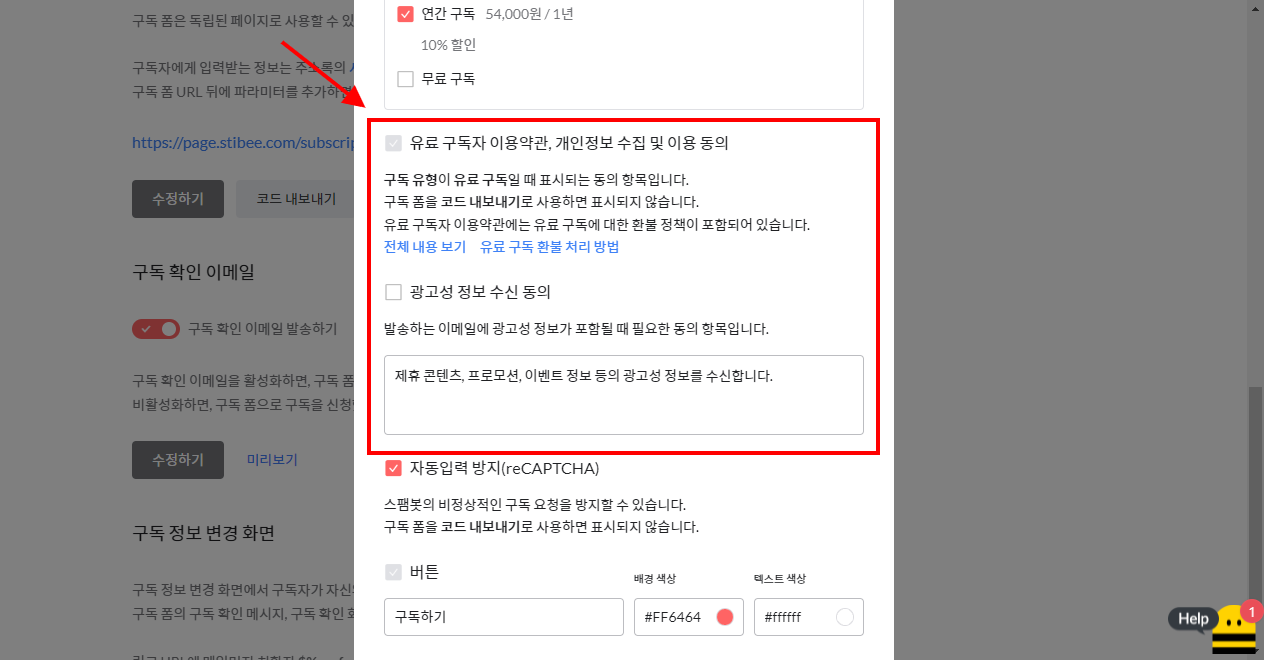 구독 폼은 독립된 페이지로 사용할 수 있
구독자에게 입력받는 정보는 주소록의
구독 폼 URL 뒤에 파라미터를 추가하면
https://page.stibee.com/subscrip
수정하기
코드 내보내기
구독 확인 이메일
구독 확인 이메일 발송하기
구독 확인 이메일을 활성화하면, 구독 폼
비활성화하면, 구독 폼으로 구독을 신청
수정하기
미리보기
구독 정보 변경 화면
구독 정보 변경 화면에서 구독자가 자신
구독 폼의 구독 확인 메시지, 구독 확인
연간 구독 54,000원 / 1년
10% 할인
무료 구독
유료 구독자 이용약관, 개인정보 수집 및 이용 동의
구독 유형이 유료 구독일 때 표시되는 동의 항목입니다.
구독 폼을 코드 내보내기로 사용하면 표시되지 않습니다.
유료 구독자 이용약관에는 유료 구독에 대한 환불 정책이 포함되어 있습니다.
전체 내용 보기 유료 구독 환불 처리 방법
광고성 정보 수신 동의
발송하는 이메일에 광고성 정보가 포함될 때 필요한 동의 항목입니다.
제휴 콘텐츠, 프로모션, 이벤트 정보 등의 광고성 정보를 수신합니다.
자동입력 방지(reCAPTCHA)
스팸봇의 비정상적인 구독 요청을 방지할 수 있습니다.
구독 폼을 코드 내보내기로 사용하면 표시되지 않습니다.
버튼
배경 색상
텍스트 색상
구독하기
#FF6464
#ffffff
Help
1